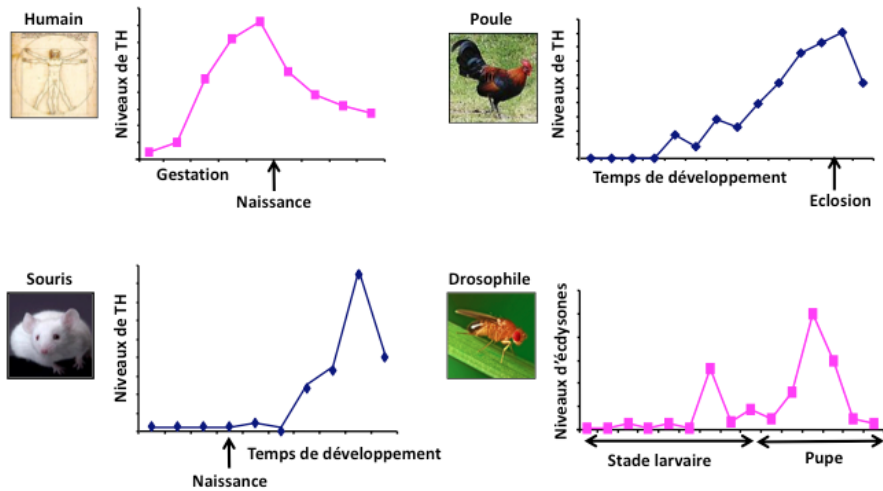 Humain
Niveaux de TH
Gestation
Naissance
Poule
Niveaux de TH
Temps de développement
Eclosion
Souris
Niveaux de TH
Temps de développement
Naissance
Drosophile
Niveaux d'écdysones
Stade larvaire
Pupe